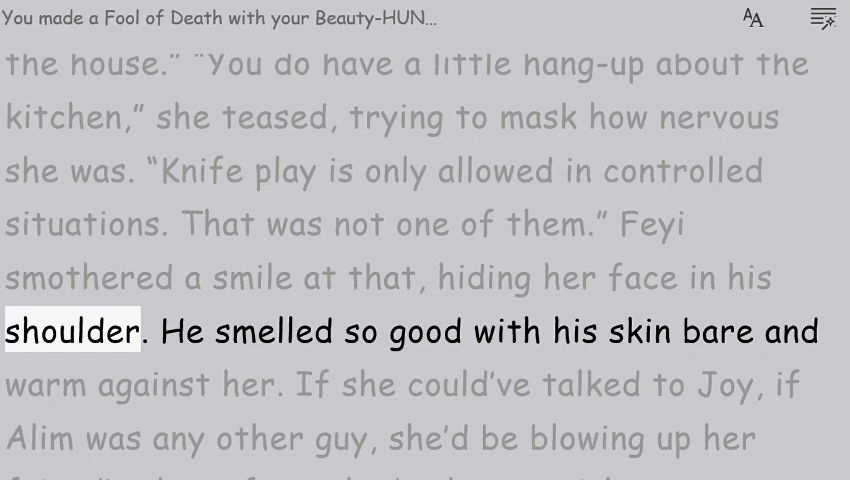 You made a Fool of Death with your Beauty-HUN...
the house.” “You do have a little hang-up about the
kitchen,” she teased, trying to mask how nervous
she was. “Knife play is only allowed in controlled
situations. That was not one of them.” Feyi
smothered a smile at that, hiding her face in his
shoulder. He smelled so good with his skin bare and
warm against her. If she could’ve talked to Joy, if
Alim was any other guy, she’d be blowing up her